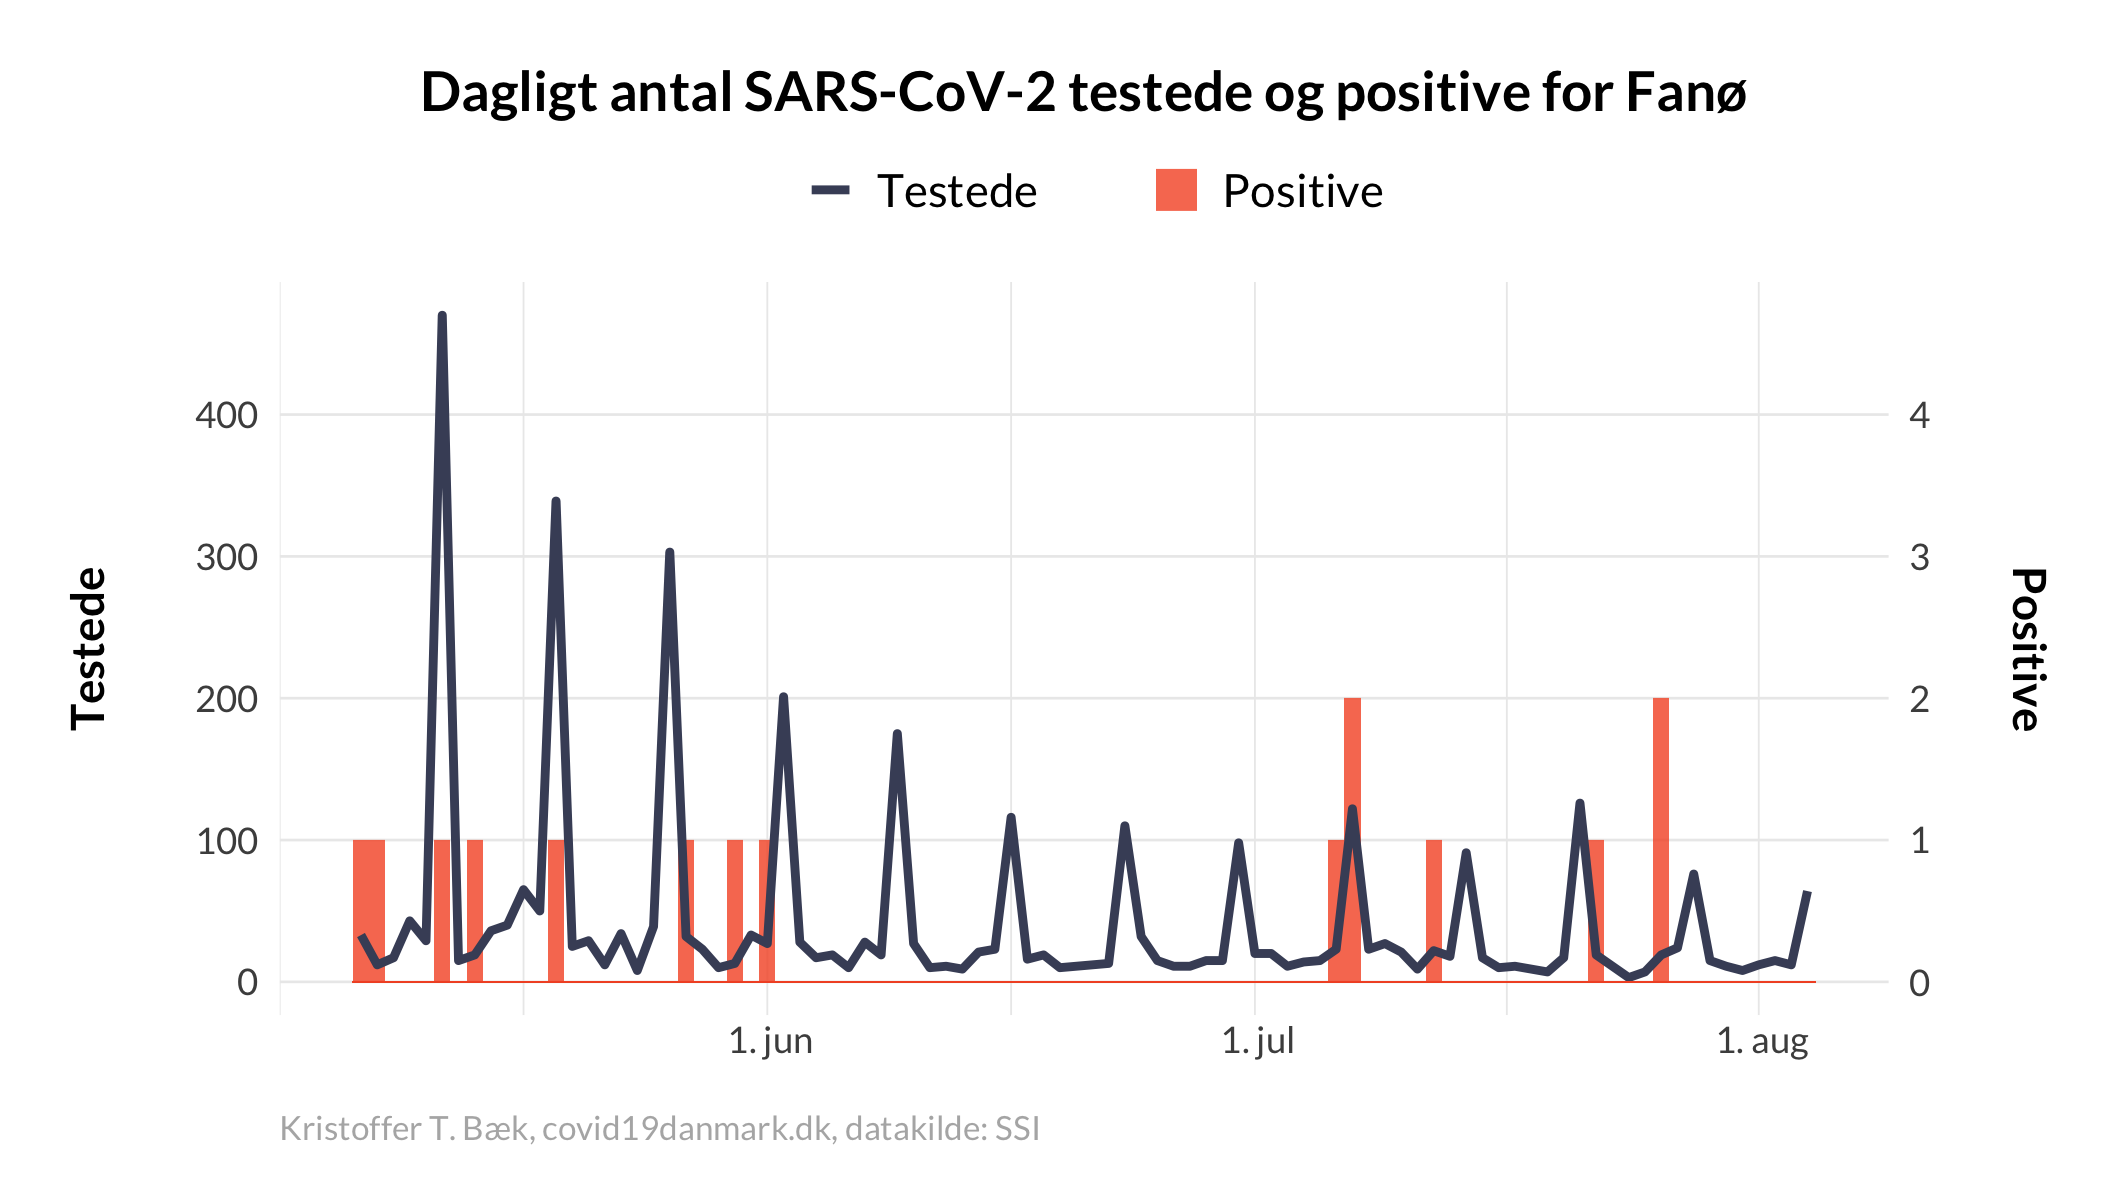 Dagligt antal SARS-CoV-2 testede og positive for Fanø
Testede Positive
400 4
300 3
200 2
100 1
0 0
Testede
Positive
1. jun 1. jul 1. aug
Kristoffer T. Bæk, covid19danmark.dk, datakilde: SSI